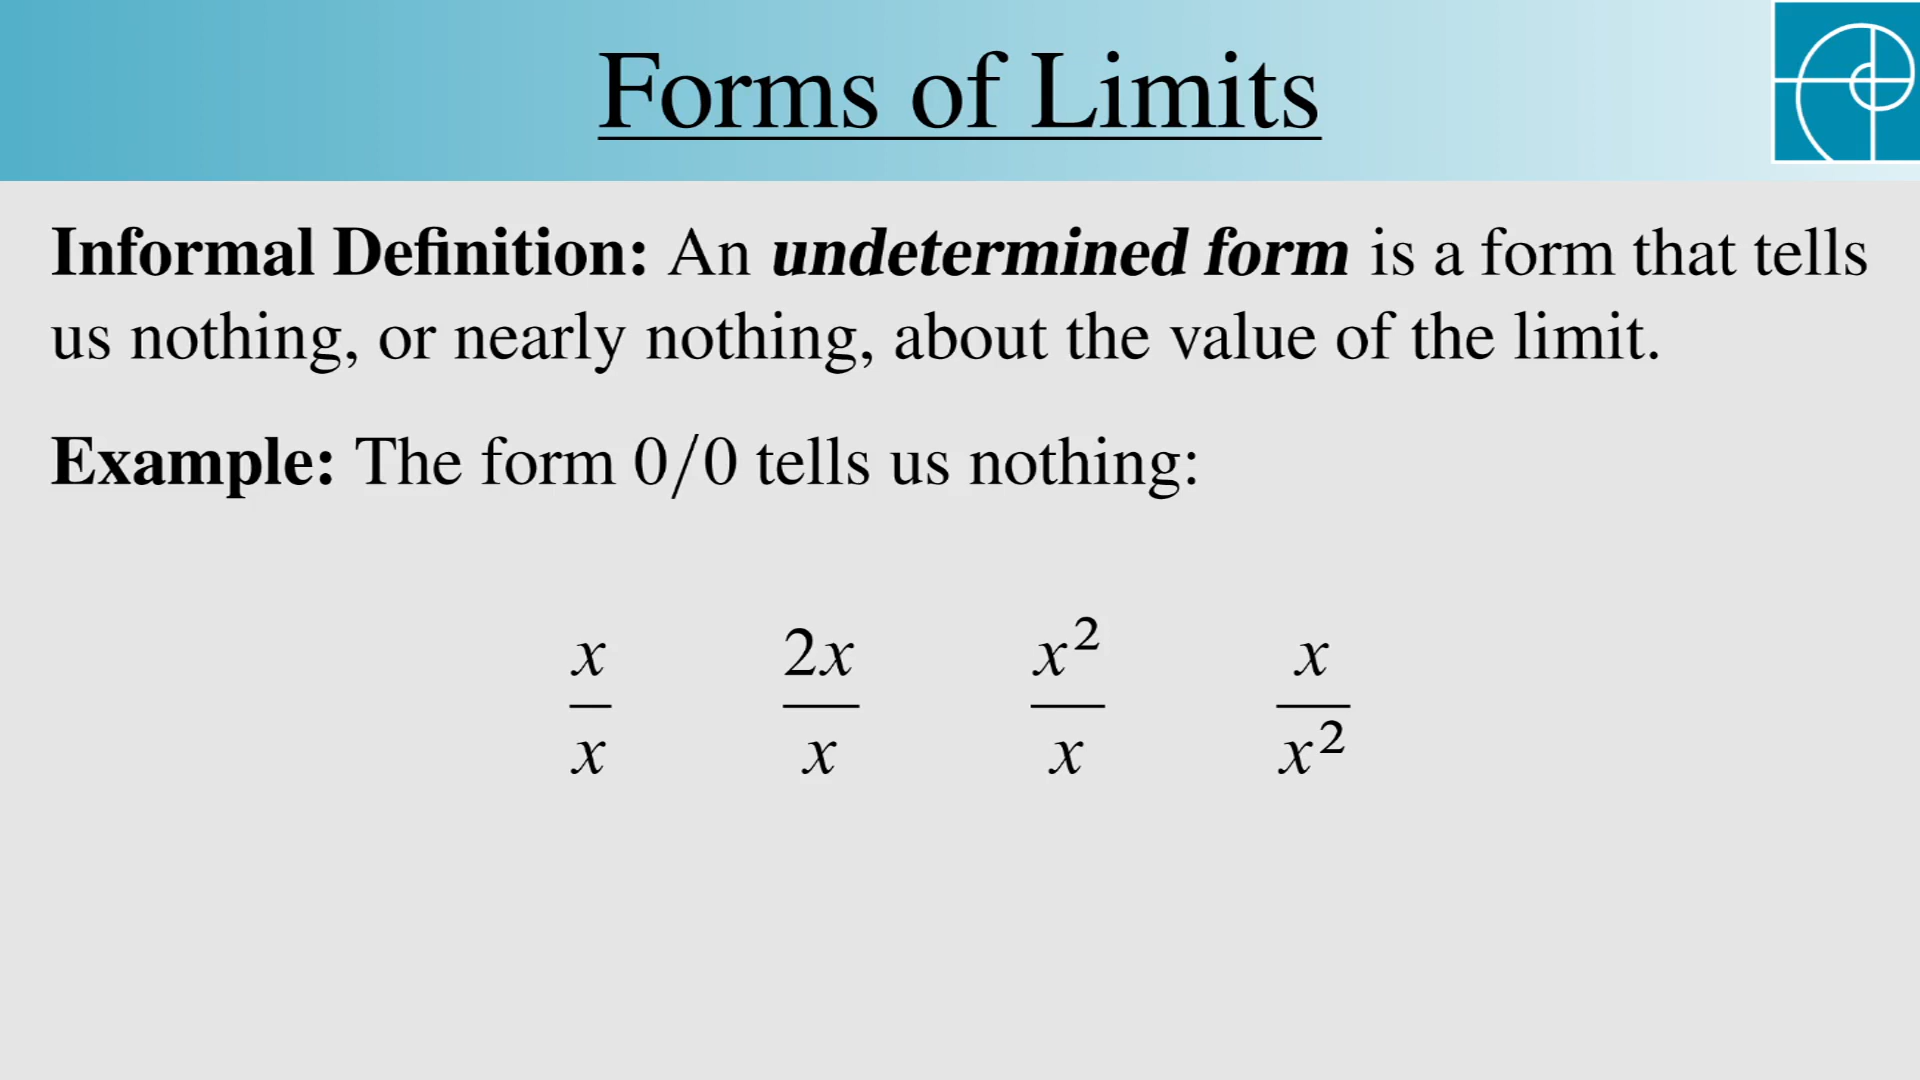 Forms of Limits
Informal Definition: An undetermined form is a form that tells
us nothing, or nearly nothing, about the value of the limit.
Example: The form 0/0 tells us nothing:
x/x 2x/x x²/x x/x²